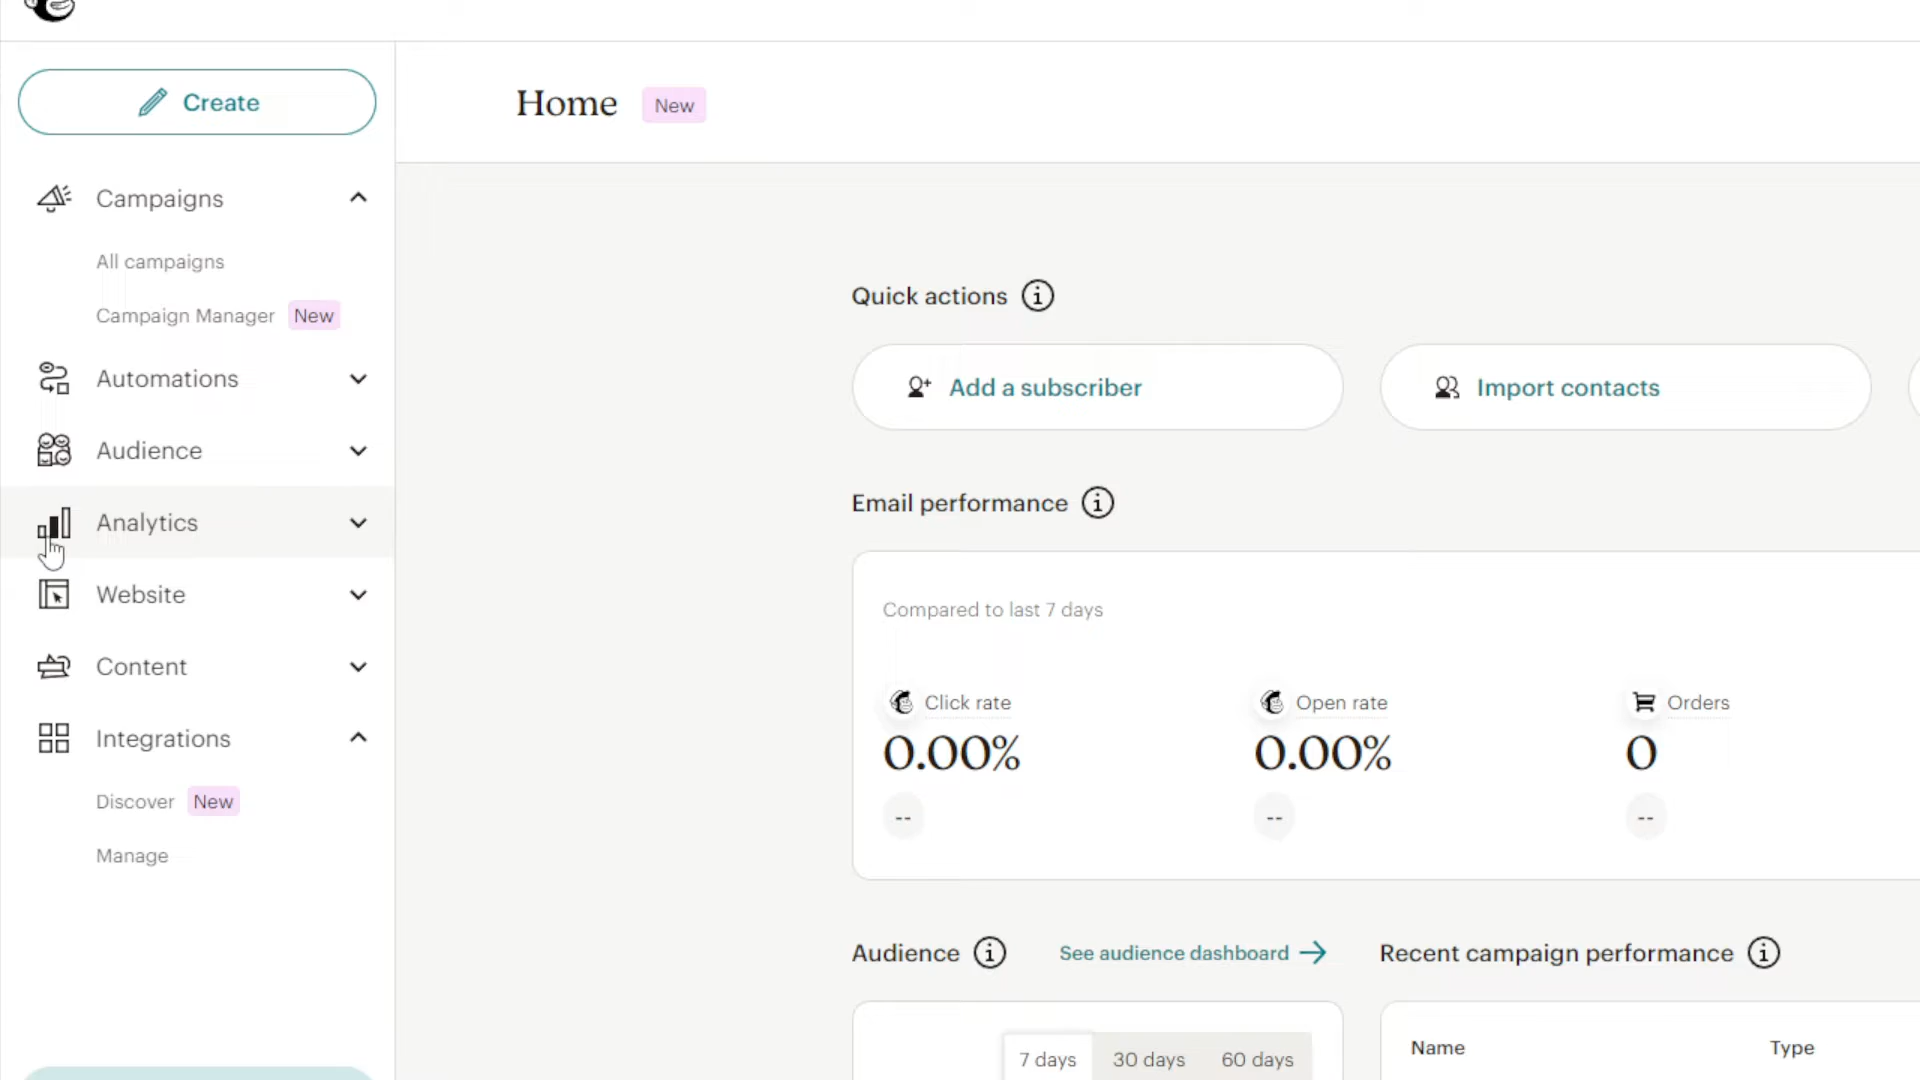 Create
Home New
Campaigns
All campaigns
Campaign Manager New
Automations
Audience
Analytics
Website
Content
Integrations
Discover New
Manage
Quick actions
Add a subscriber
Import contacts
Email performance
Compared to last 7 days
Click rate
0.00%
--
Open rate
0.00%
--
Orders
0
--
Audience
See audience dashboard
7 days 30 days 60 days
Recent campaign performance
Name Type